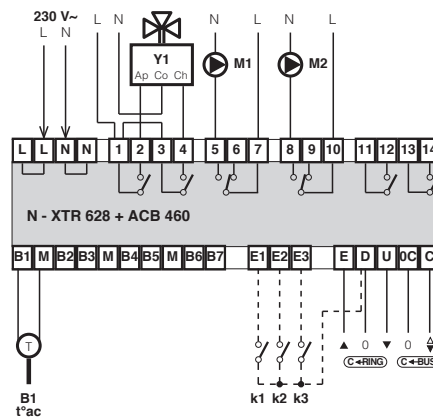 230 V~ L N N L N L
L N
Y1
Ap Co Ch
M1
M2
L L N N 1 2 3 4 5 6 7 8 9 10 11 12 13 14
N - XTR 628 + ACB 460
B1 M B2 B3 M B4 B5 M B6 B7 E1 E2 E3 E D U 0C C
T
0 0
C RING C BUS
k1 k2 k3
B1
t°ac